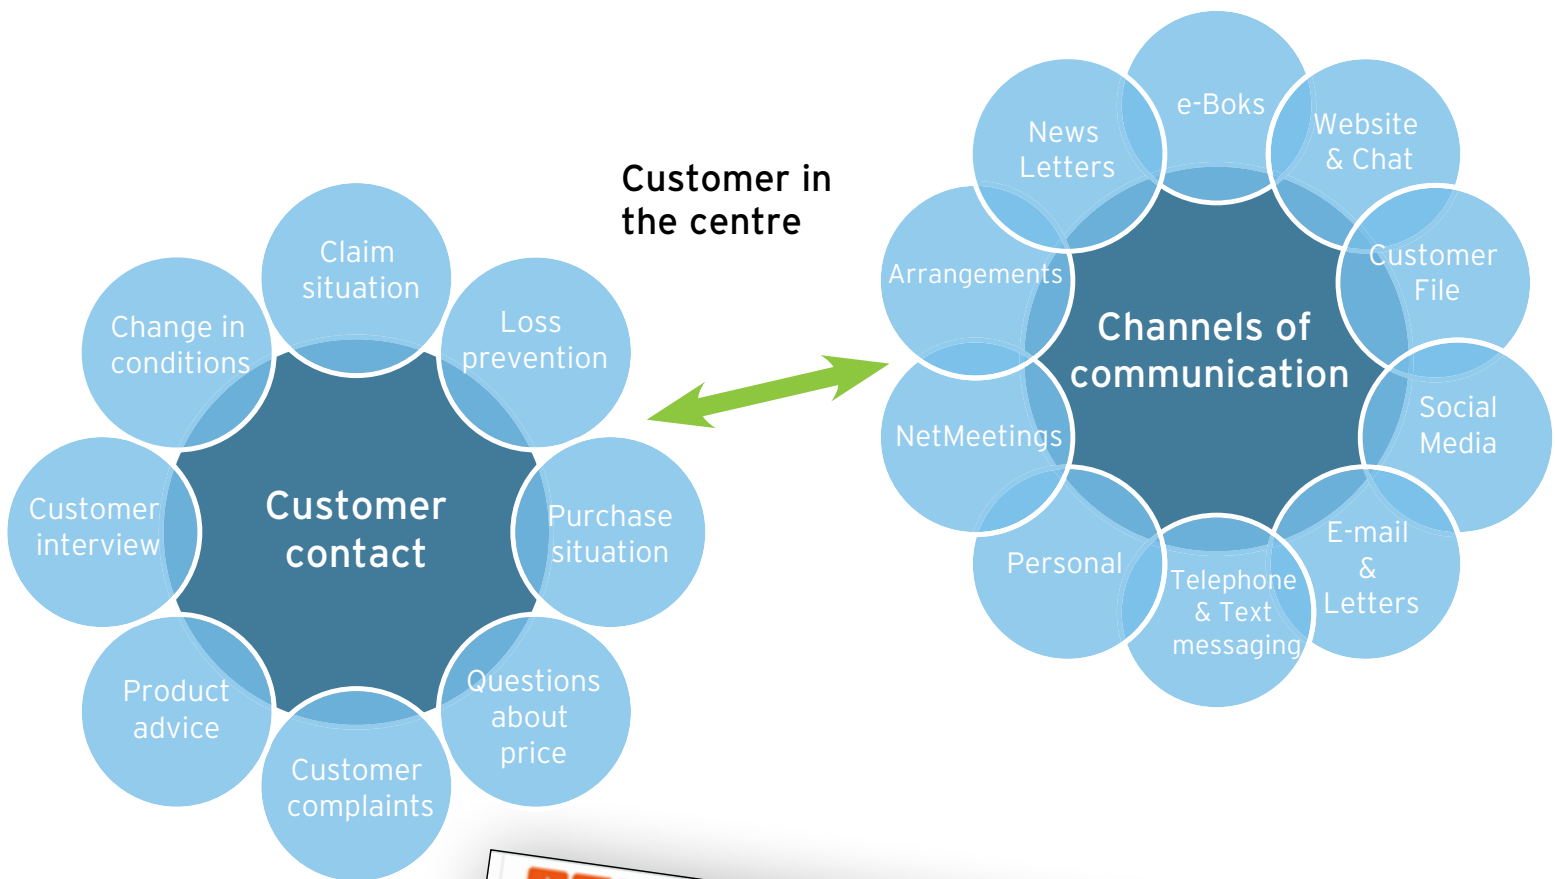 Customer in
the centre
Claim
situation
Loss
prevention
Purchase
situation
Questions
about
price
Customer
complaints
Product
advice
Customer
interview
Change in
conditions
Customer
contact
e-Boks
Website
& Chat
Customer
File
Social
Media
E-mail
&
Letters
Telephone
& Text
messaging
Personal
NetMeetings
Arrangements
News
Letters
Channels of
communication